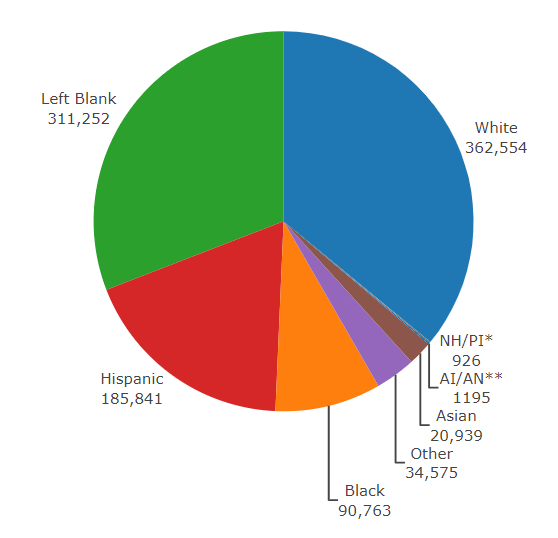 Left Blank
311,252
White
362,554
NH/PI*
926
AI/AN**
1195
Asian
20,939
Other
34,575
Black
90,763
Hispanic
185,841